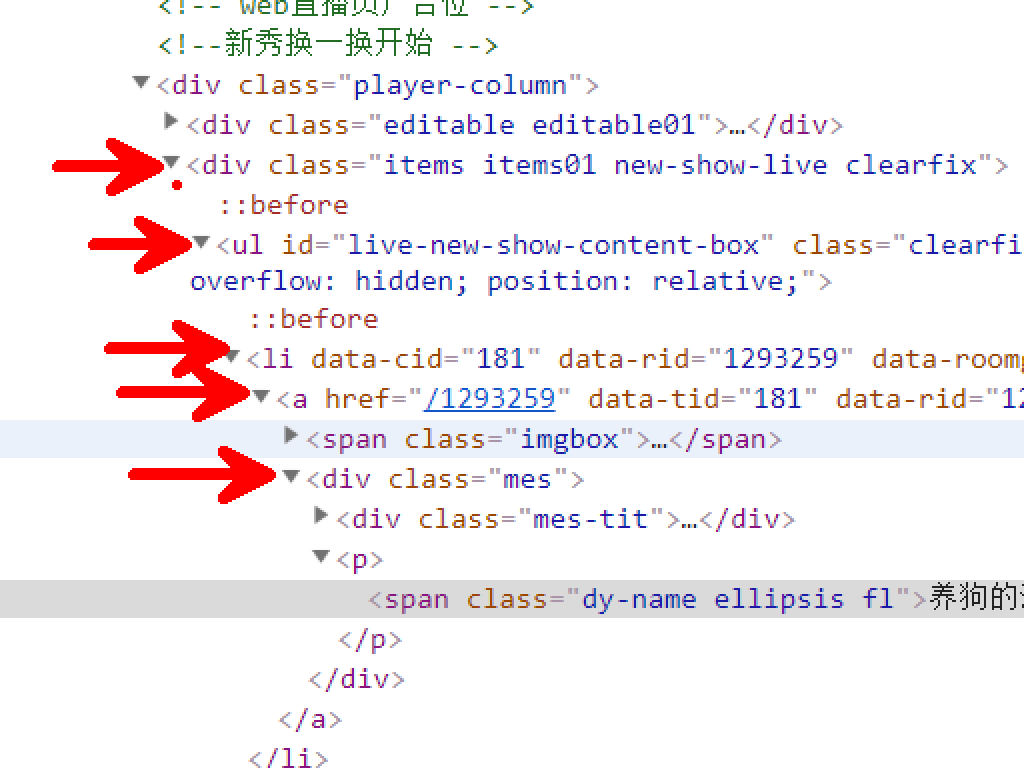 <!-- web直播页广告位 -->
<!--新秀换一换开始 -->
<div class="player-column">
<div class="editable editable01">…</div>
<div class="items items01 new-show-live clearfix">
::before
<ul id="live-new-show-content-box" class="clearfi
overflow: hidden; position: relative;">
::before
<li data-cid="181" data-rid="1293259" data-room
<a href="/1293259" data-tid="181" data-rid="12
<span class="imgbox">…</span>
<div class="mes">
<div class="mes-tit">…</div>
<p>
<span class="dy-name ellipsis fl">养狗的
</p>
</div>
</a>
</li>